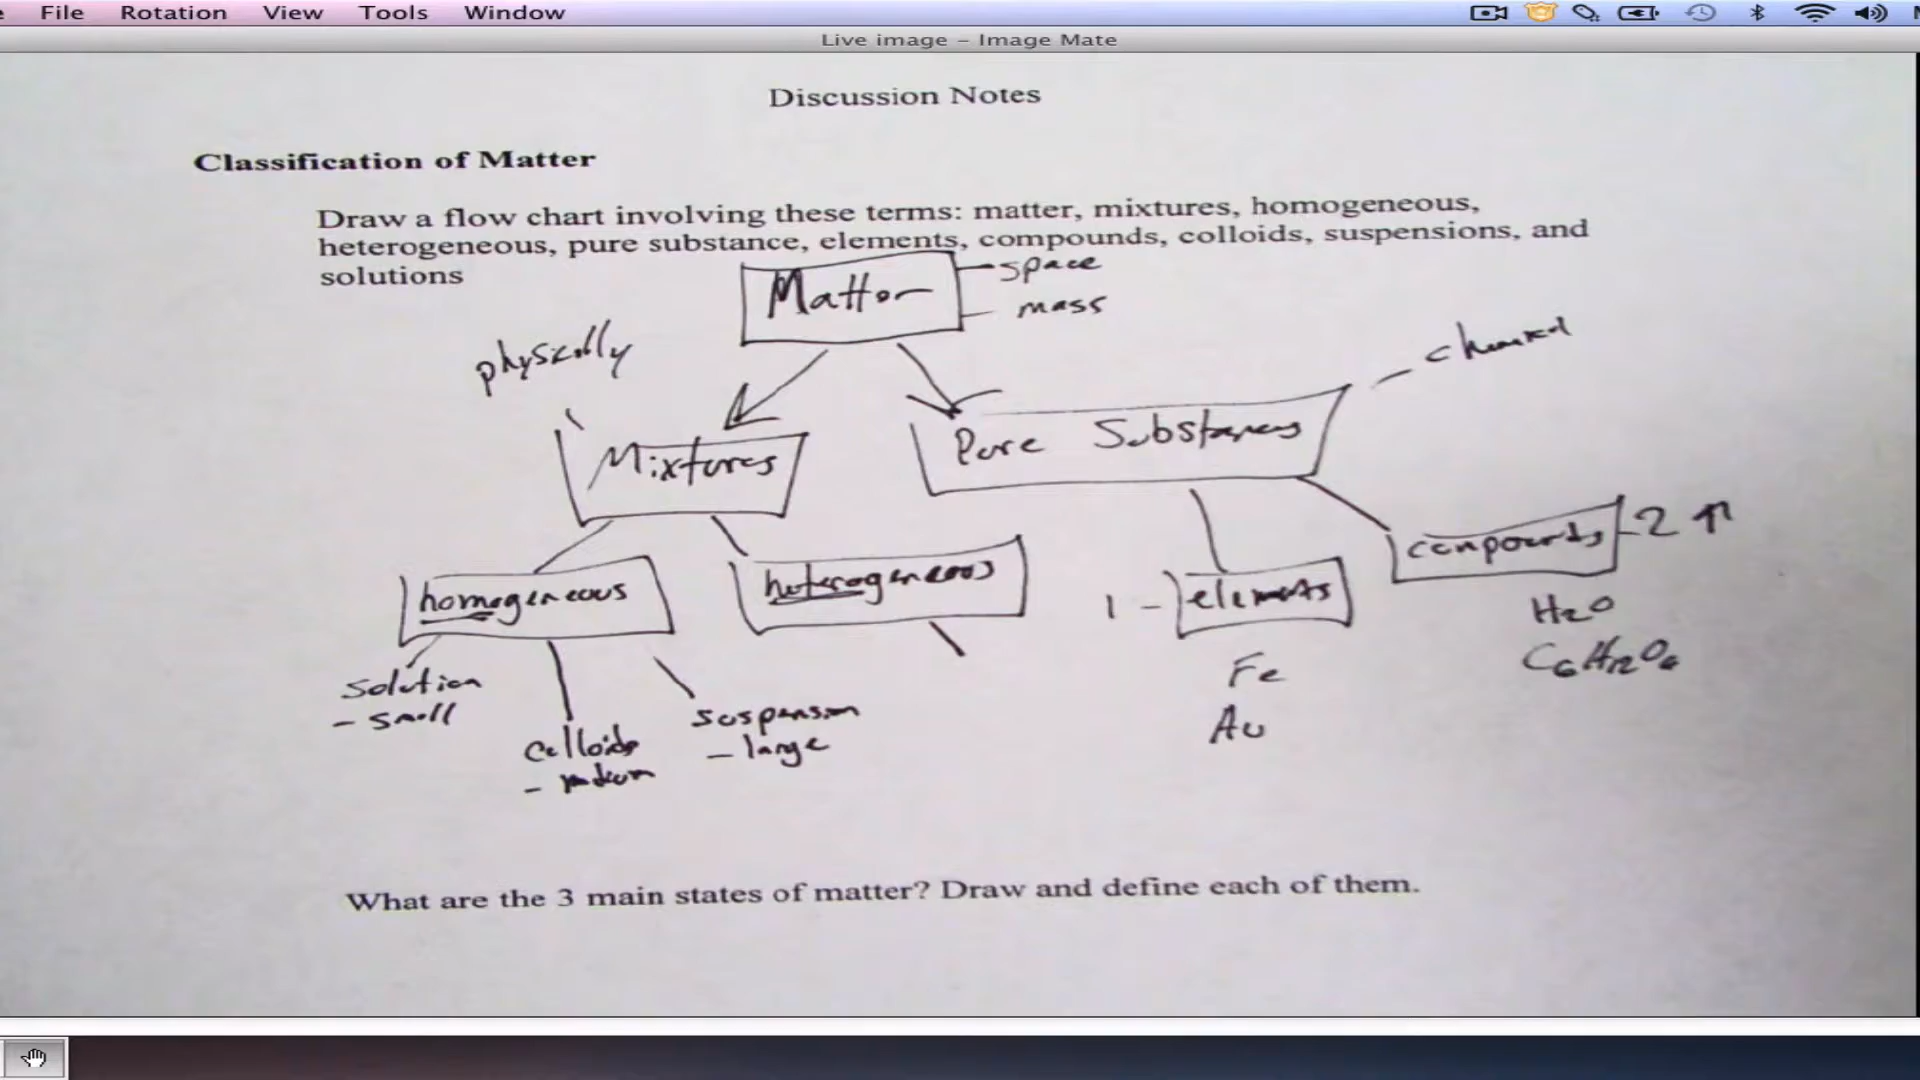 File Rotation View Tools Window
Live image – Image Mate
Discussion Notes
Classification of Matter
Draw a flow chart involving these terms: matter, mixtures, homogeneous,
heterogeneous, pure substance, elements, compounds, colloids, suspensions, and
solutions
Matter
space
mass
physically
chemical
Mixtures
Pure Substances
homogeneous
heterogeneous
1 - elements
compounds - 2 ↑
H2O
C6H12O6
Fe
Au
solution
- small
Colloids
- medium
suspension
- large
What are the 3 main states of matter? Draw and define each of them.